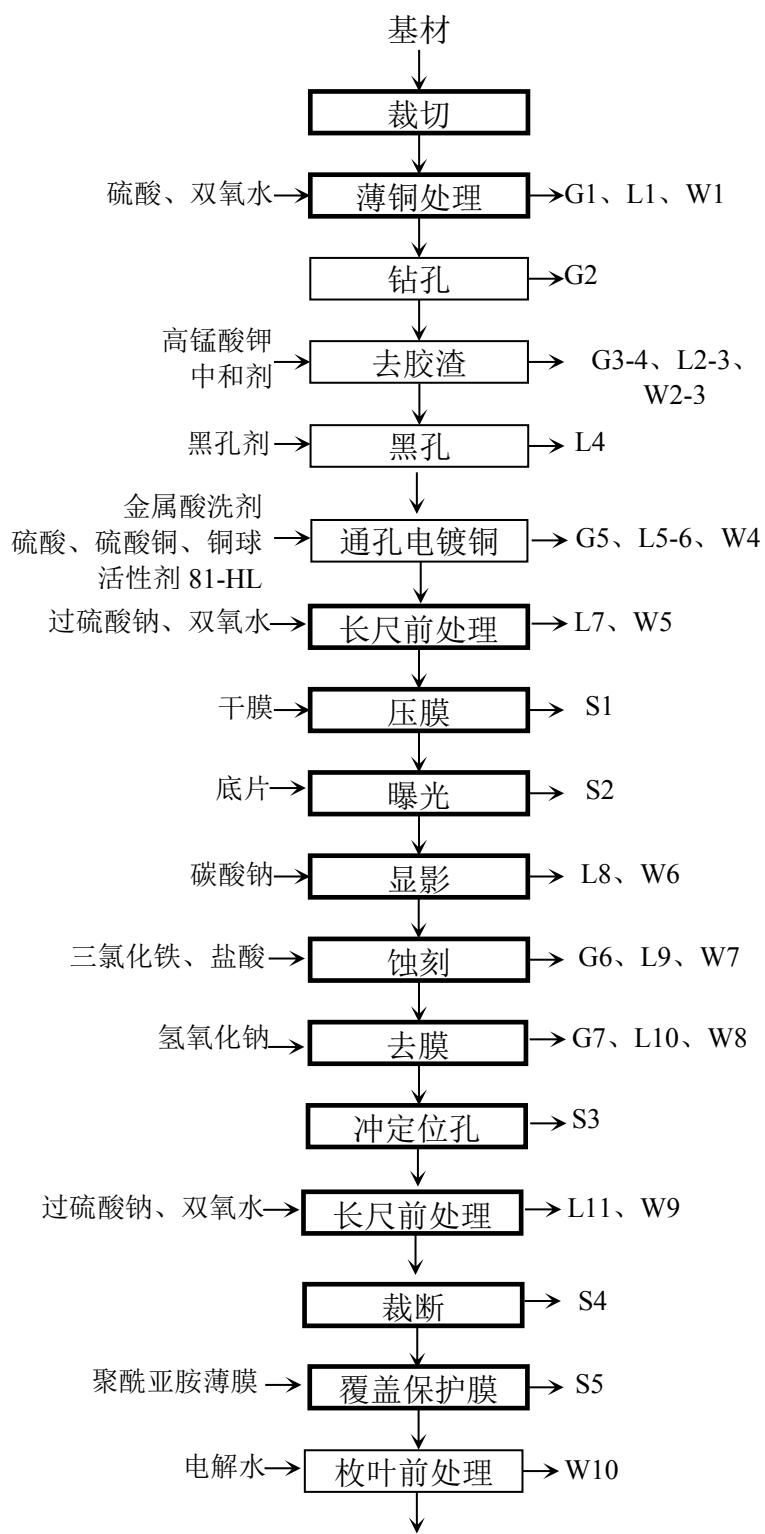 基材
裁切
硫酸、双氧水
薄铜处理
G1、L1、W1
钻孔
G2
高锰酸钾
中和剂
去胶渣
G3-4、L2-3、
W2-3
黑孔剂
黑孔
L4
金属酸洗剂
硫酸、硫酸铜、铜球
活性剂 81-HL
通孔电镀铜
G5、L5-6、W4
过硫酸钠、双氧水
长尺前处理
L7、W5
干膜
压膜
S1
底片
曝光
S2
碳酸钠
显影
L8、W6
三氯化铁、盐酸
蚀刻
G6、L9、W7
氢氧化钠
去膜
G7、L10、W8
冲定位孔
S3
过硫酸钠、双氧水
长尺前处理
L11、W9
裁断
S4
聚酰亚胺薄膜
覆盖保护膜
S5
电解水
枚叶前处理
W10